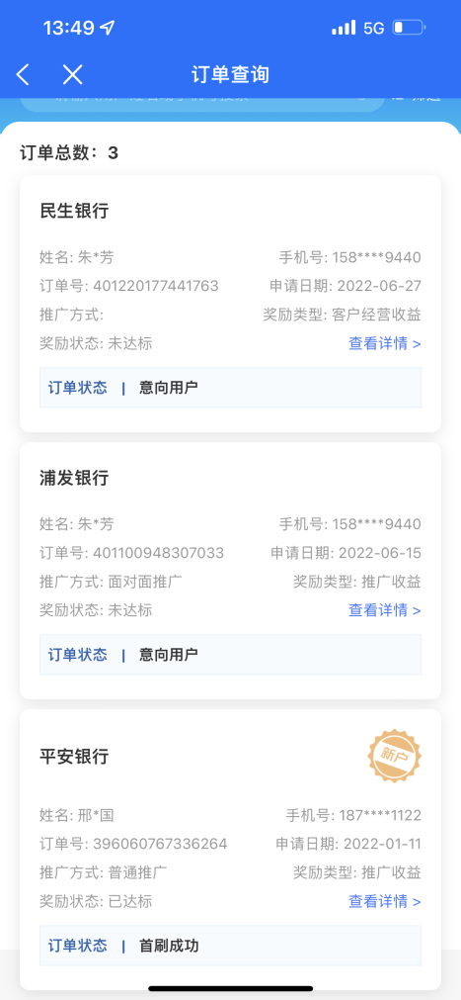 13:49
5G
订单查询
订单总数：3
民生银行
姓名: 朱*芳 手机号: 158****9440
订单号: 401220177441763 申请日期: 2022-06-27
推广方式: 奖励类型: 客户经营收益
奖励状态: 未达标 查看详情 >
订单状态 | 意向用户
浦发银行
姓名: 朱*芳 手机号: 158****9440
订单号: 401100948307033 申请日期: 2022-06-15
推广方式: 面对面推广 奖励类型: 推广收益
奖励状态: 未达标 查看详情 >
订单状态 | 意向用户
平安银行
新户
姓名: 邢*国 手机号: 187****1122
订单号: 396060767336264 申请日期: 2022-01-11
推广方式: 普通推广 奖励类型: 推广收益
奖励状态: 已达标 查看详情 >
订单状态 | 首刷成功